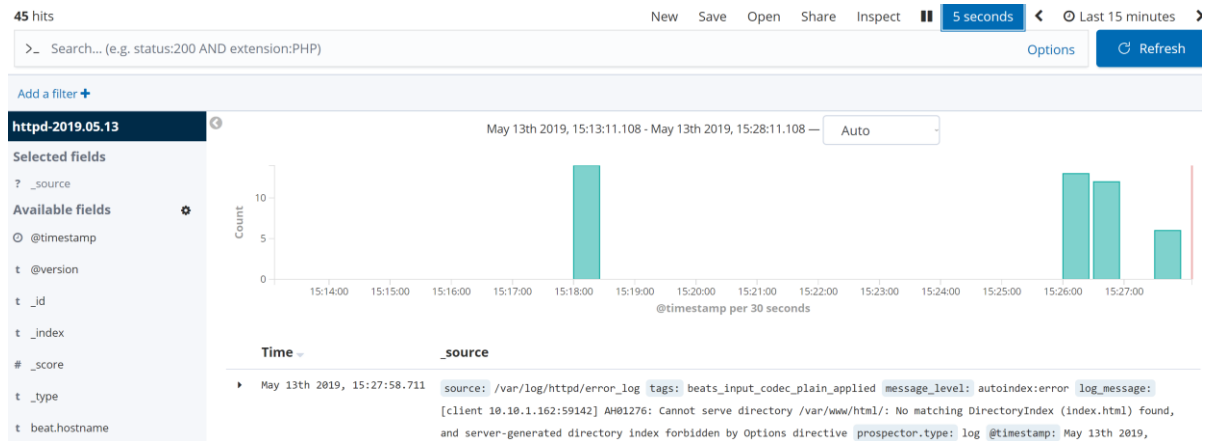 45 hits
New Save Open Share Inspect 5 seconds Last 15 minutes
>_ Search... (e.g. status:200 AND extension:PHP)
Options
Refresh
Add a filter +
httpd-2019.05.13
May 13th 2019, 15:13:11.108 - May 13th 2019, 15:28:11.108 —
Auto
Selected fields
? _source
Available fields
@timestamp
t @version
t _id
t _index
# _score
t _type
t beat.hostname
Count
10
5
0
15:14:00 15:15:00 15:16:00 15:17:00 15:18:00 15:19:00 15:20:00 15:21:00 15:22:00 15:23:00 15:24:00 15:25:00 15:26:00 15:27:00
@timestamp per 30 seconds
Time _source
May 13th 2019, 15:27:58.711
source: /var/log/httpd/error_log tags: beats_input_codec_plain_applied message_level: autoindex:error log_message:
[client 10.10.1.162:59142] AH01276: Cannot serve directory /var/www/html/: No matching DirectoryIndex (index.html) found,
and server-generated directory index forbidden by Options directive prospector.type: log @timestamp: May 13th 2019,